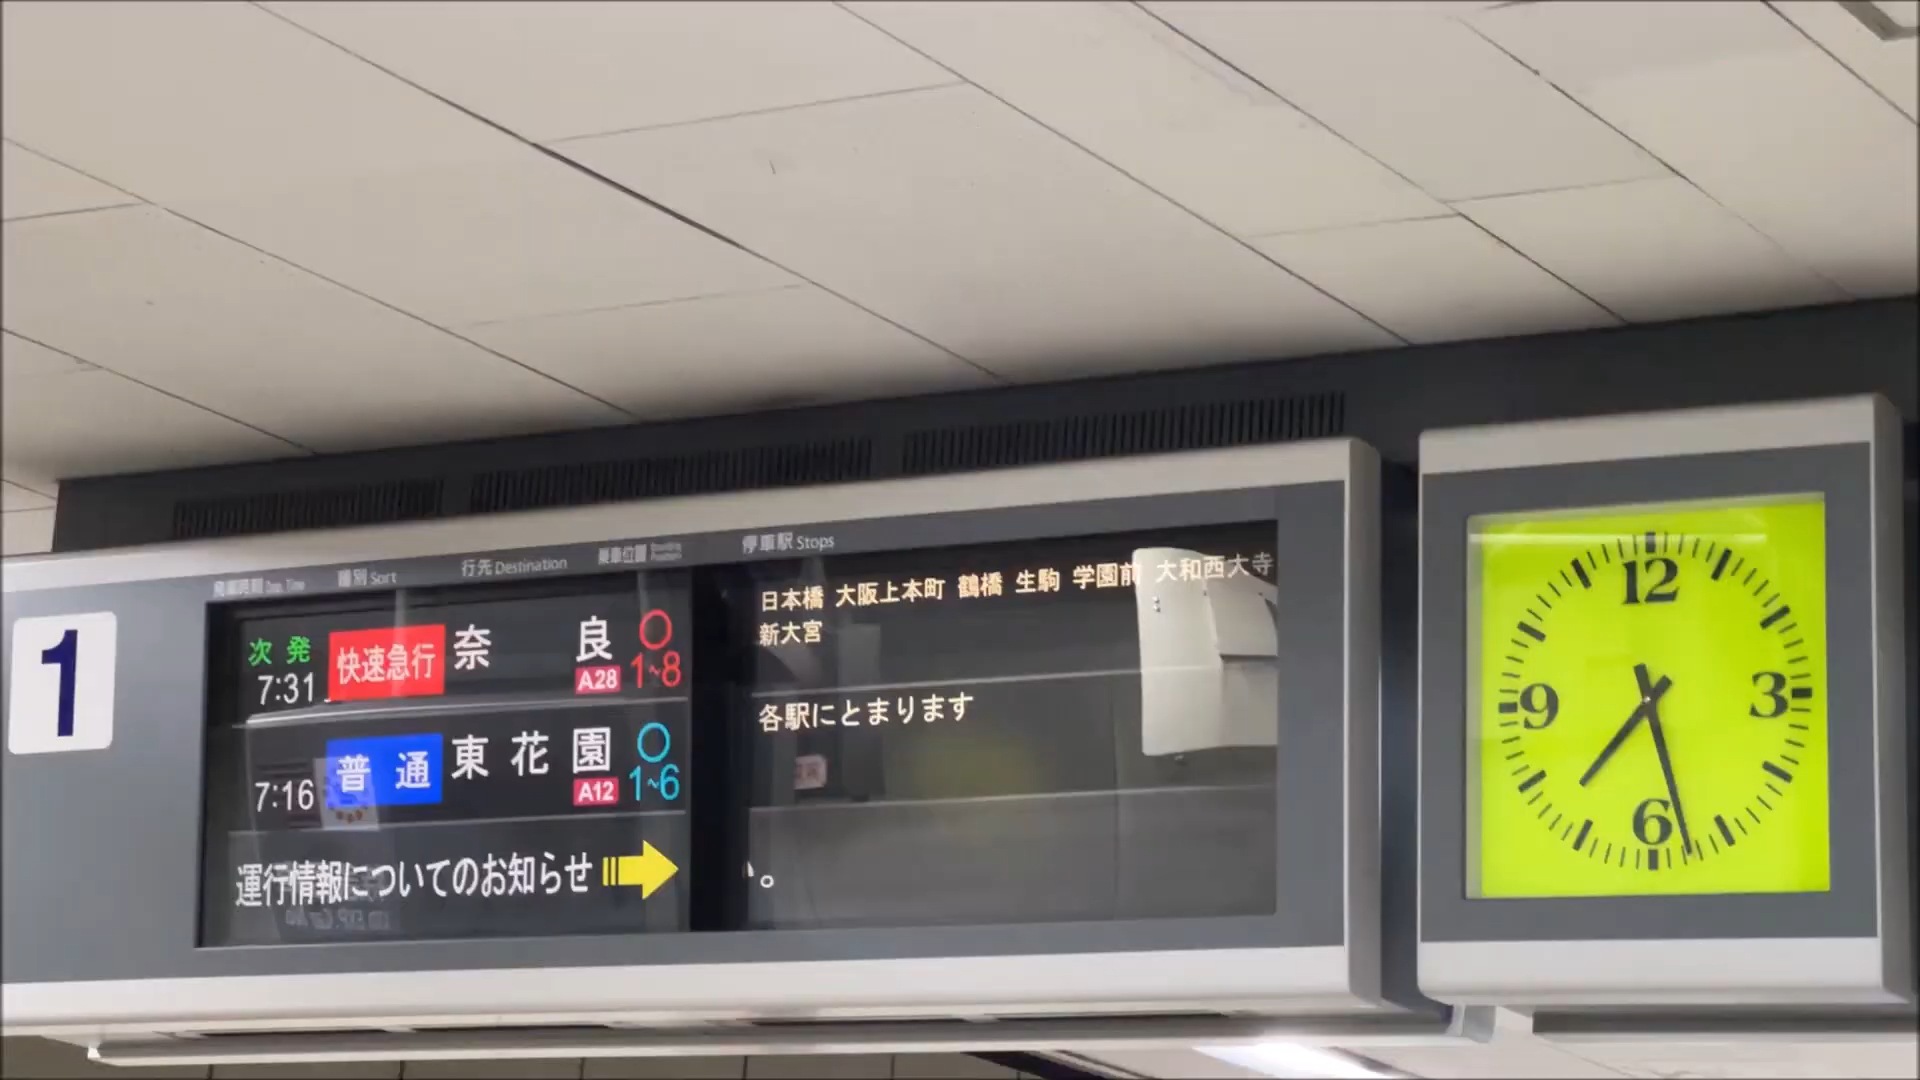 発車時刻 Dep. Time 種別 Sort 行先 Destination 乗車位置 停車駅 Stops
1
次発 快速急行 奈良 ○ 日本橋 大阪上本町 鶴橋 生駒 学園前 大和西大寺
7:31 A28 1~8 新大宮
普通 東花園 ○ 各駅にとまります
7:16 A12 1~6
運行情報についてのお知らせ
。
12
3
6
9